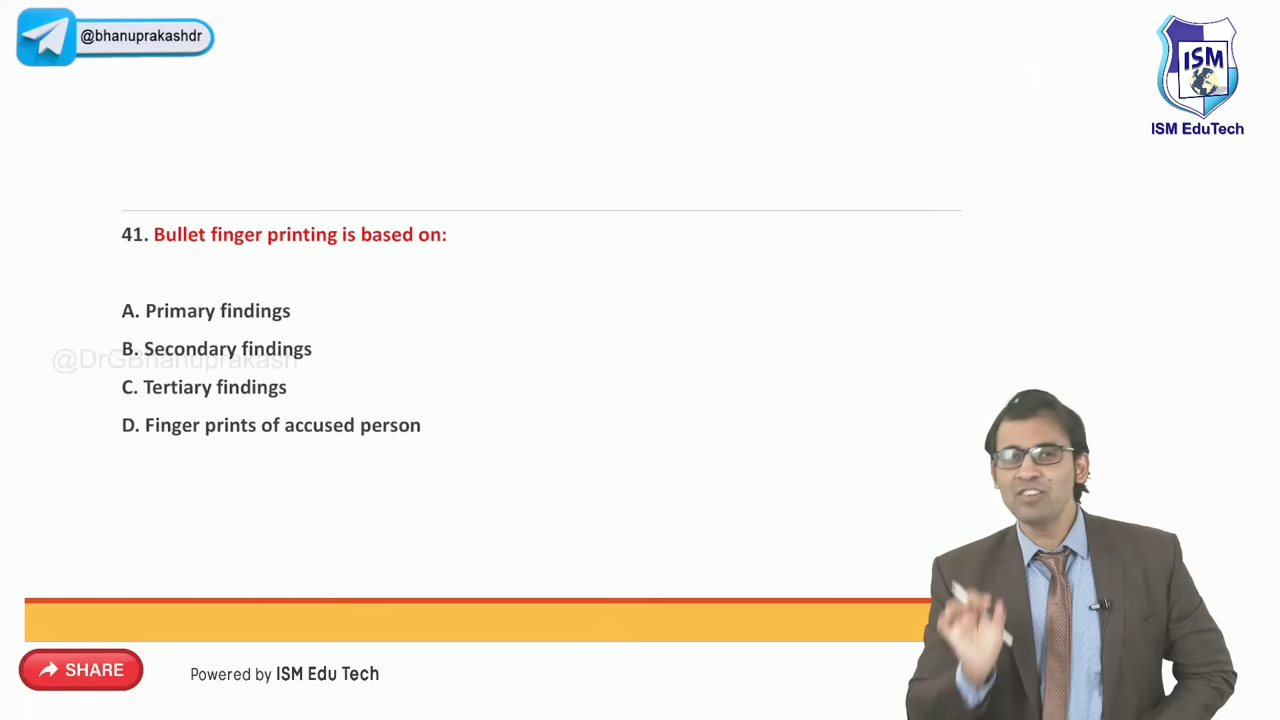 @bhanuprakashdr
ISM
ISM EduTech
41. Bullet finger printing is based on:
A. Primary findings
B. Secondary findings
@DrGBhanuprakash
C. Tertiary findings
D. Finger prints of accused person
SHARE
Powered by ISM Edu Tech